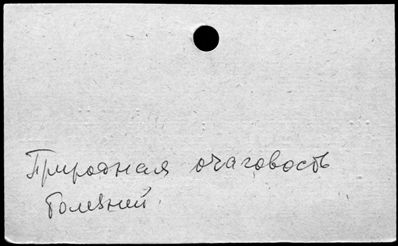 Природная очаговость
болезней.